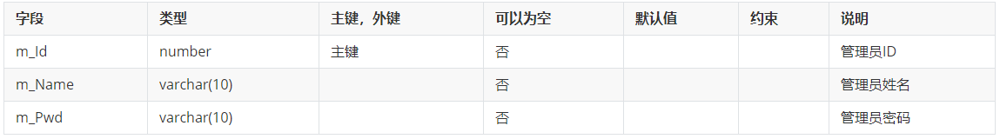 字段 类型 主键，外键 可以为空 默认值 约束 说明
m_Id number 主键 否 管理员ID
m_Name varchar(10) 否 管理员姓名
m_Pwd varchar(10) 否 管理员密码